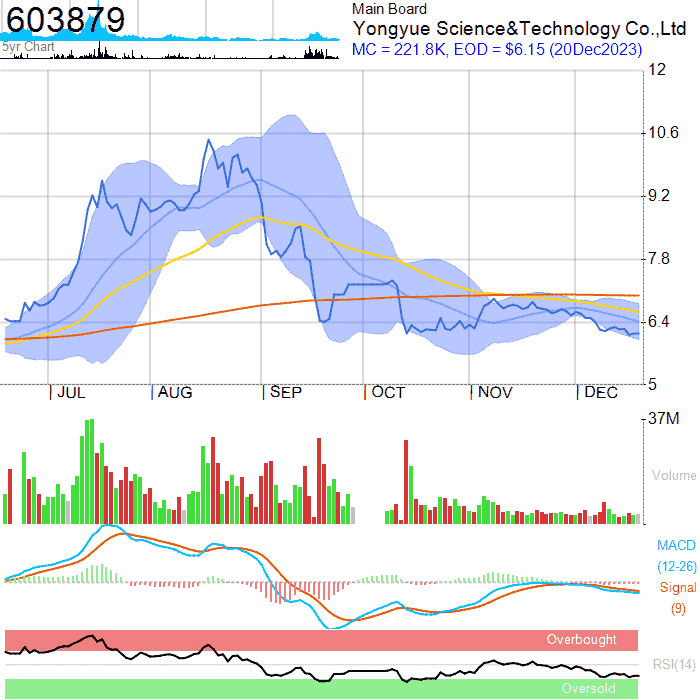 603879
5yr Chart
Main Board
Yongyue Science&Technology Co.,Ltd
MC = 221.8K, EOD = $6.15 (20Dec2023)
12
10.6
9.2
7.8
6.4
5
JUL AUG SEP OCT NOV DEC
37M
Volume
MACD
(12-26)
Signal
(9)
Overbought
RSI(14)
Oversold